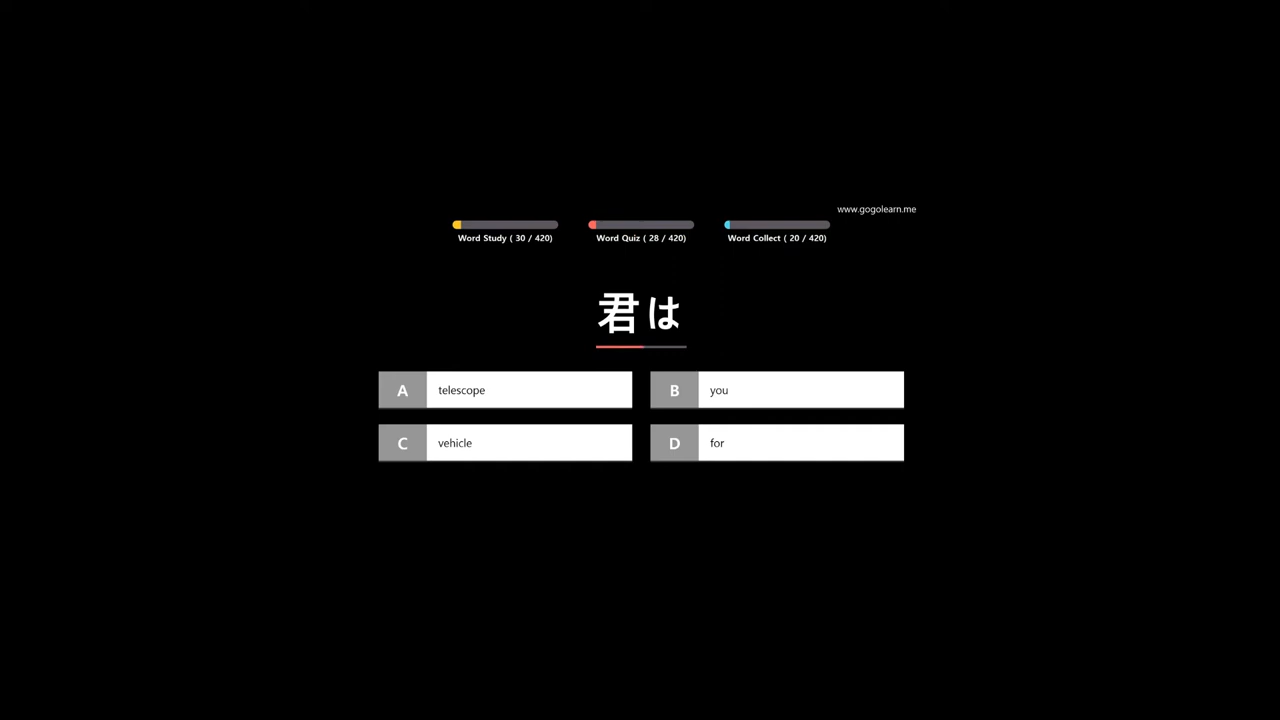 www.gogolearn.me
Word Study ( 30 / 420)
Word Quiz ( 28 / 420)
Word Collect ( 20 / 420)
君は
A telescope
B you
C vehicle
D for